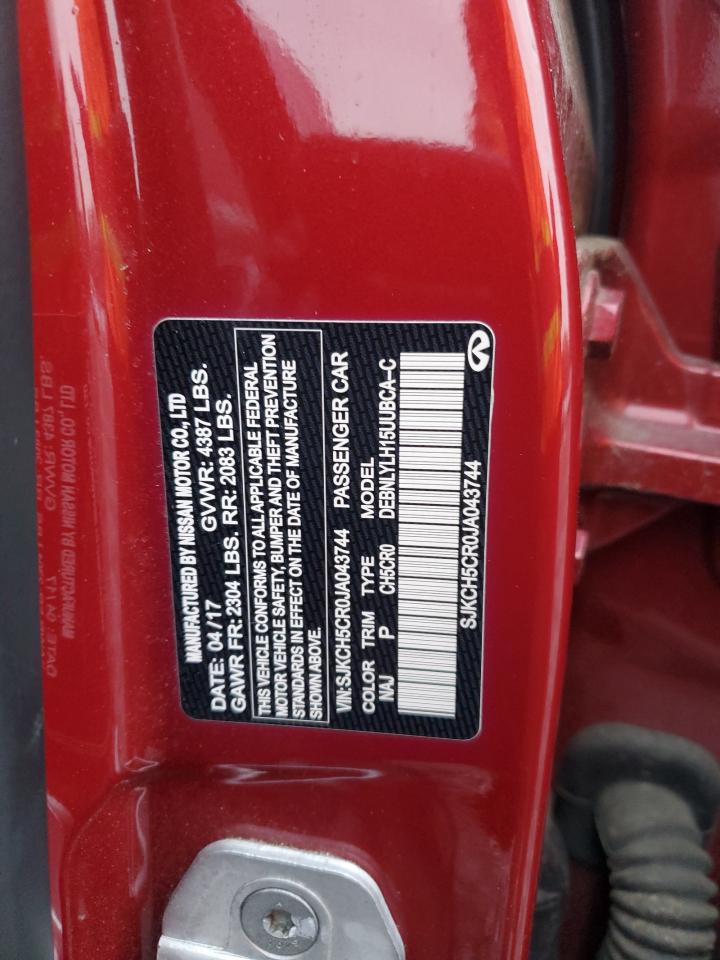 MANUFACTURED BY NISSAN MOTOR CO., LTD
DATE: 04/17 GVWR: 4387 LBS.
GAWR FR: 2304 LBS. RR: 2083 LBS.
THIS VEHICLE CONFORMS TO ALL APPLICABLE FEDERAL
MOTOR VEHICLE SAFETY, BUMPER AND THEFT PREVENTION
STANDARDS IN EFFECT ON THE DATE OF MANUFACTURE
SHOWN ABOVE.
VIN:SJKCH5CR0JA043744 PASSENGER CAR
COLOR TRIM TYPE MODEL
NAJ P CH5CR0 DEBNLYLH15UUBCA-C
SJKCH5CR0JA043744